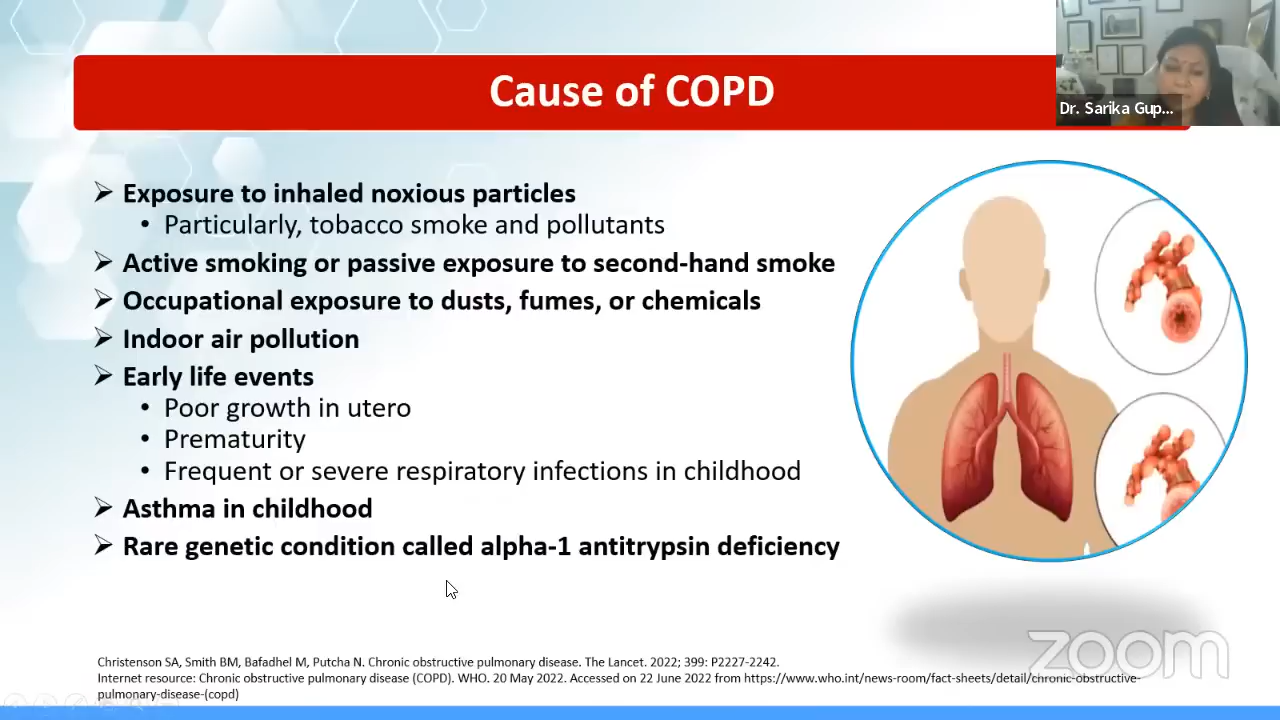 Cause of COPD
Dr. Sarika Gup...
➢ Exposure to inhaled noxious particles
• Particularly, tobacco smoke and pollutants
➢ Active smoking or passive exposure to second-hand smoke
➢ Occupational exposure to dusts, fumes, or chemicals
➢ Indoor air pollution
➢ Early life events
• Poor growth in utero
• Prematurity
• Frequent or severe respiratory infections in childhood
➢ Asthma in childhood
➢ Rare genetic condition called alpha-1 antitrypsin deficiency
Christenson SA, Smith BM, Bafadhel M, Putcha N. Chronic obstructive pulmonary disease. The Lancet. 2022; 399: P2227-2242.
Internet resource: Chronic obstructive pulmonary disease (COPD). WHO. 20 May 2022. Accessed on 22 June 2022 from https://www.who.int/news-room/fact-sheets/detail/chronic-obstructive-
pulmonary-disease-(copd)
zoom